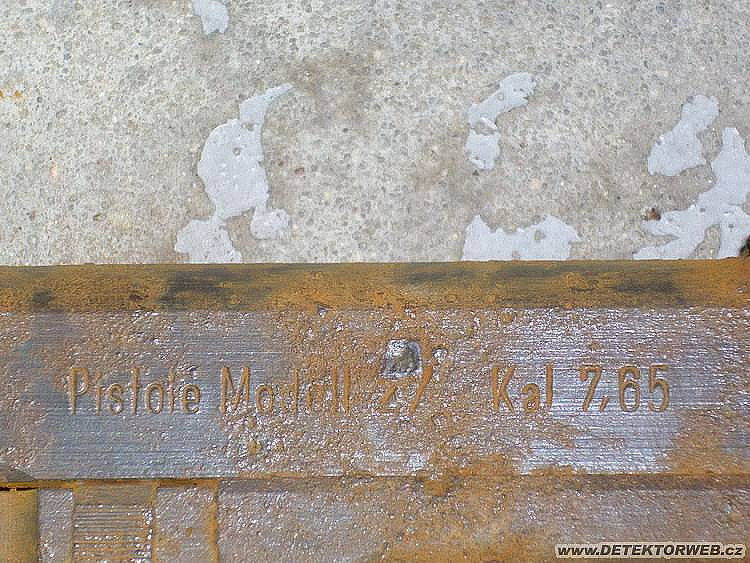 Pistole Modell 27 Kal 7,65
www.DETEKTORWEB.cz